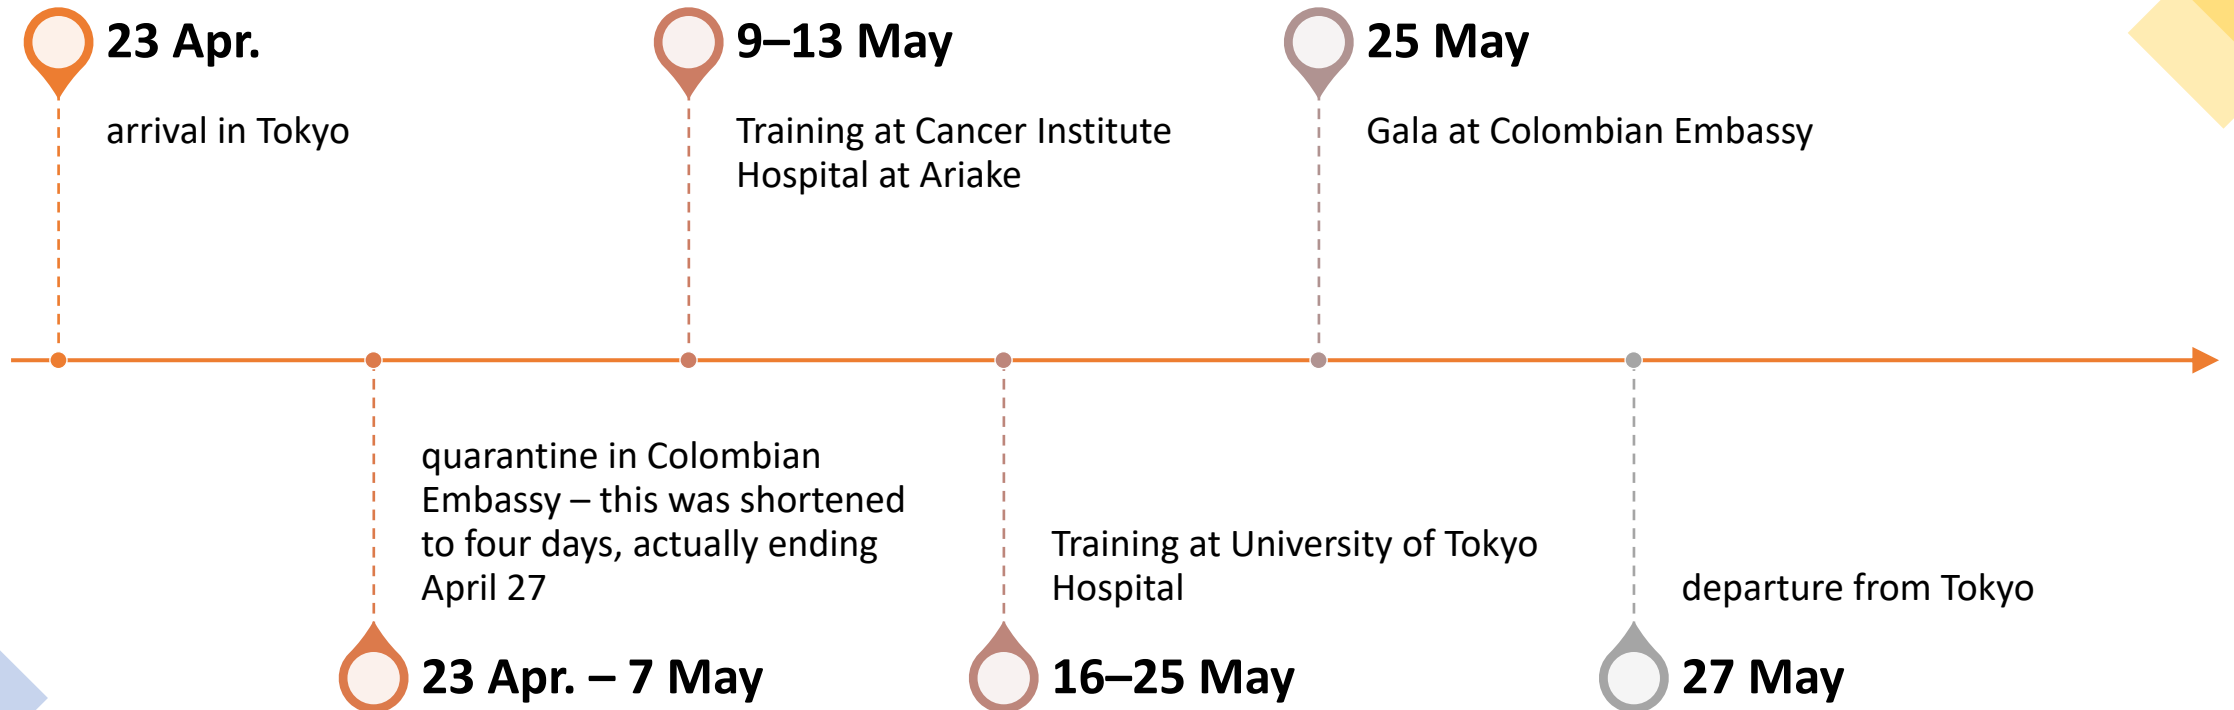 23 Apr.
arrival in Tokyo
quarantine in Colombian
Embassy – this was shortened
to four days, actually ending
April 27
23 Apr. – 7 May
9–13 May
Training at Cancer Institute
Hospital at Ariake
Training at University of Tokyo
Hospital
16–25 May
25 May
Gala at Colombian Embassy
departure from Tokyo
27 May